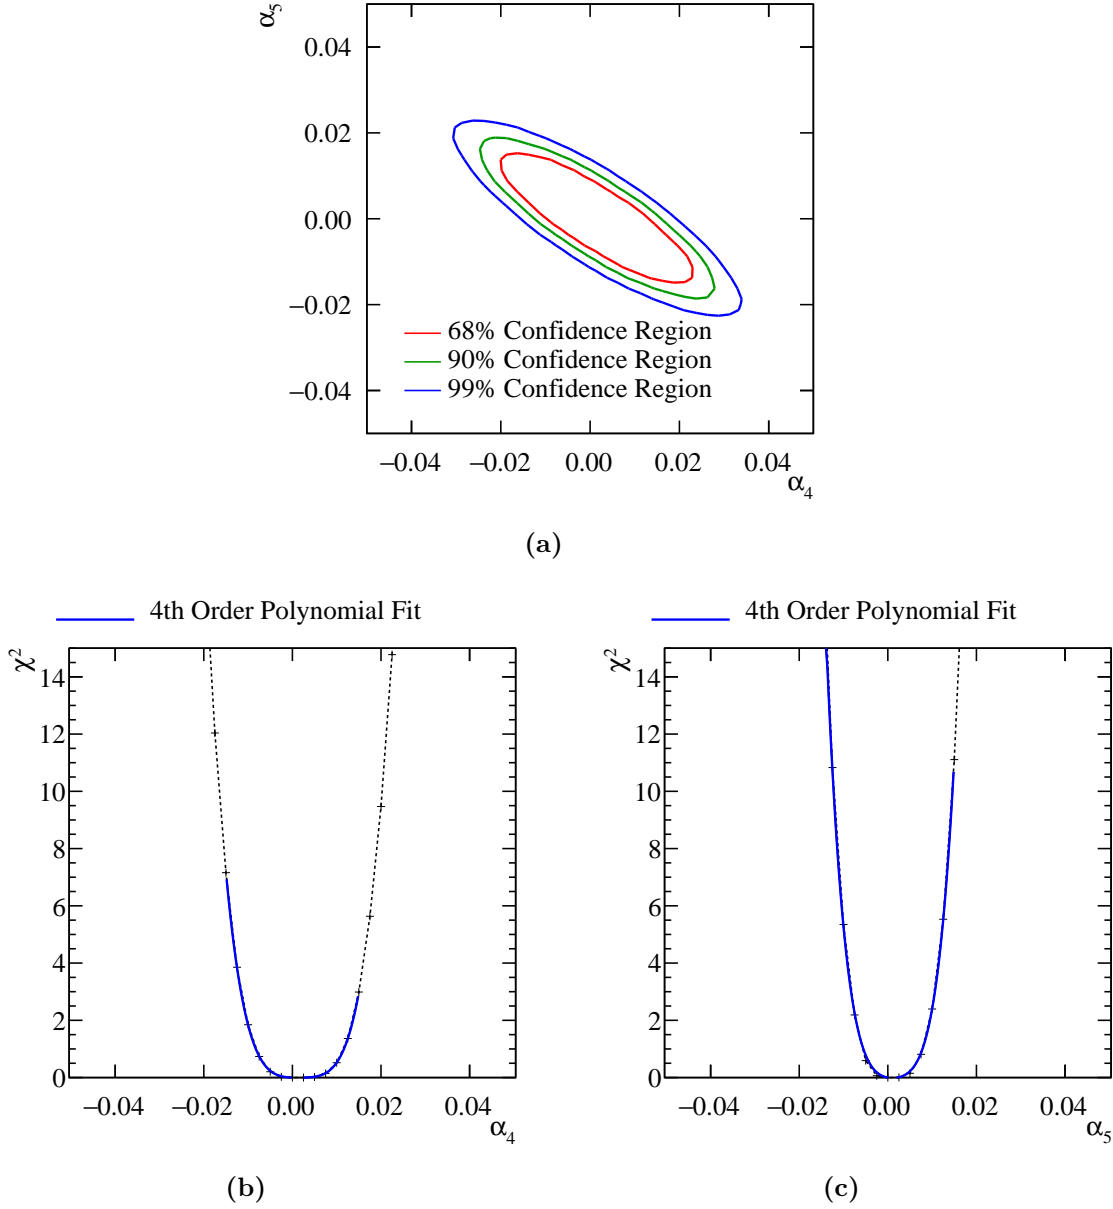 α5
0.04
0.02
0.00
−0.02
−0.04
68% Confidence Region
90% Confidence Region
99% Confidence Region
−0.04 −0.02 0.00 0.02 0.04
α4
(a)
4th Order Polynomial Fit
χ²
14
12
10
8
6
4
2
0
−0.04 −0.02 0.00 0.02 0.04
α4
(b)
4th Order Polynomial Fit
χ²
14
12
10
8
6
4
2
0
−0.04 −0.02 0.00 0.02 0.04
α5
(c)